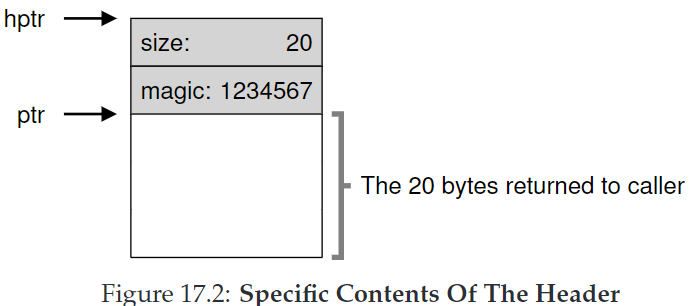 hptr
size: 20
magic: 1234567
ptr
The 20 bytes returned to caller
Figure 17.2: Specific Contents Of The Header